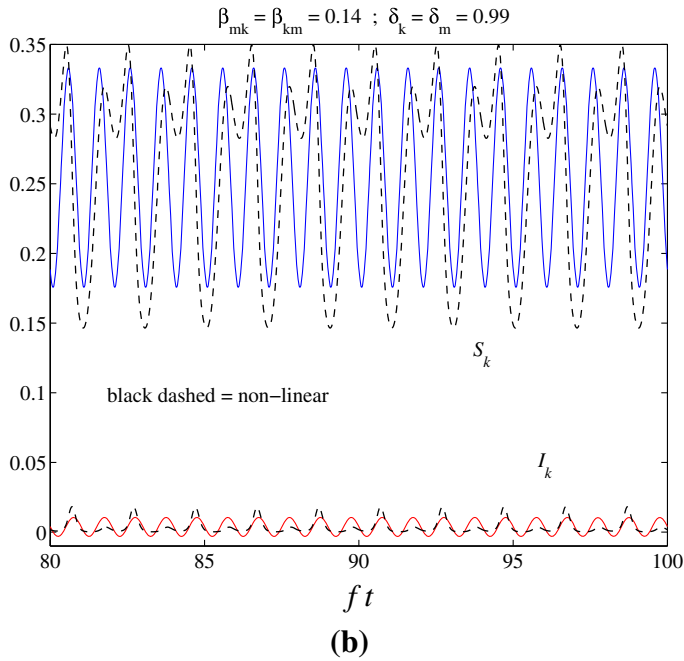 β_mk = β_km = 0.14 ; δ_k = δ_m = 0.99
0.35
0.3
0.25
0.2
0.15
0.1
0.05
0
S_k
black dashed = non−linear
I_k
80 85 90 95 100
f t
(b)